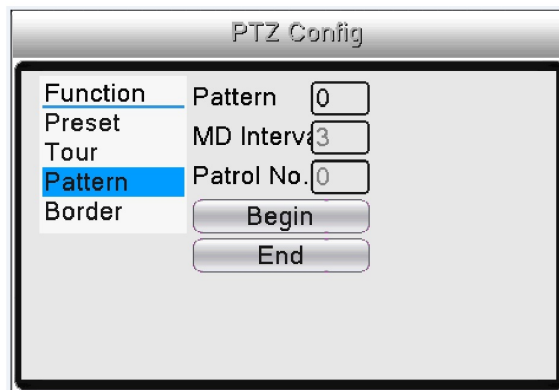 PTZ Config
Function
Preset
Tour
Pattern
Border
Pattern 0
MD Interva 3
Patrol No. 0
Begin
End